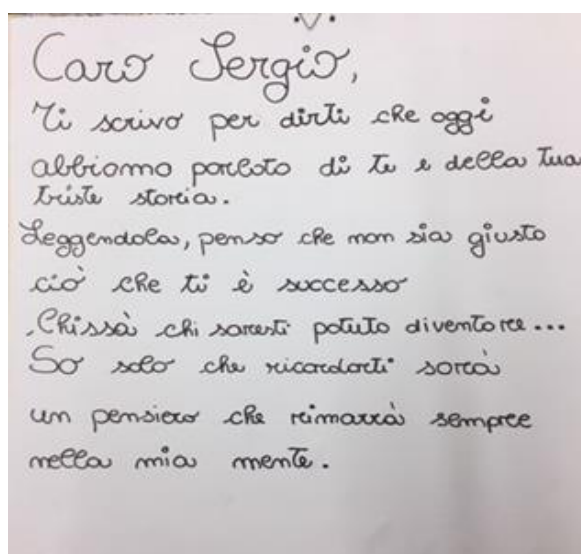 Caro Sergio,
Ti scrivo per dirti che oggi
abbiamo parlato di te e della tua
triste storia.
Leggendola, penso che non sia giusto
ciò che ti è successo
Chissà chi saresti potuto diventare...
So solo che ricordarti sarà
un pensiero che rimarrà sempre
nella mia mente.